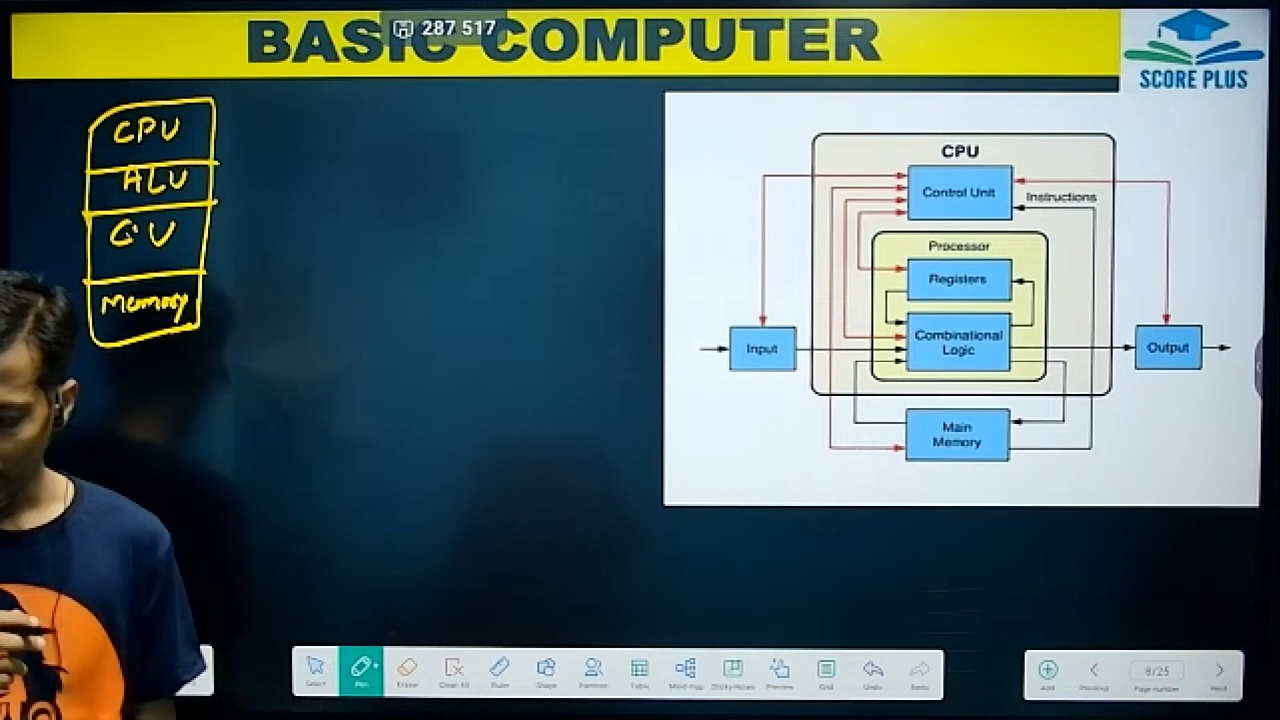 BASIC COMPUTER
287 517
SCORE PLUS
CPU
ALU
CU
Memory
CPU
Control Unit
Instructions
Processor
Registers
Combinational
Logic
Input
Output
Main
Memory
Select
Pen
Eraser
Clear All
Ruler
Shape
Table
Mind-Map
Sticky-Notes
Preview
Grid
Undo
Redo
Add
Previous
8/25
Page number
Next